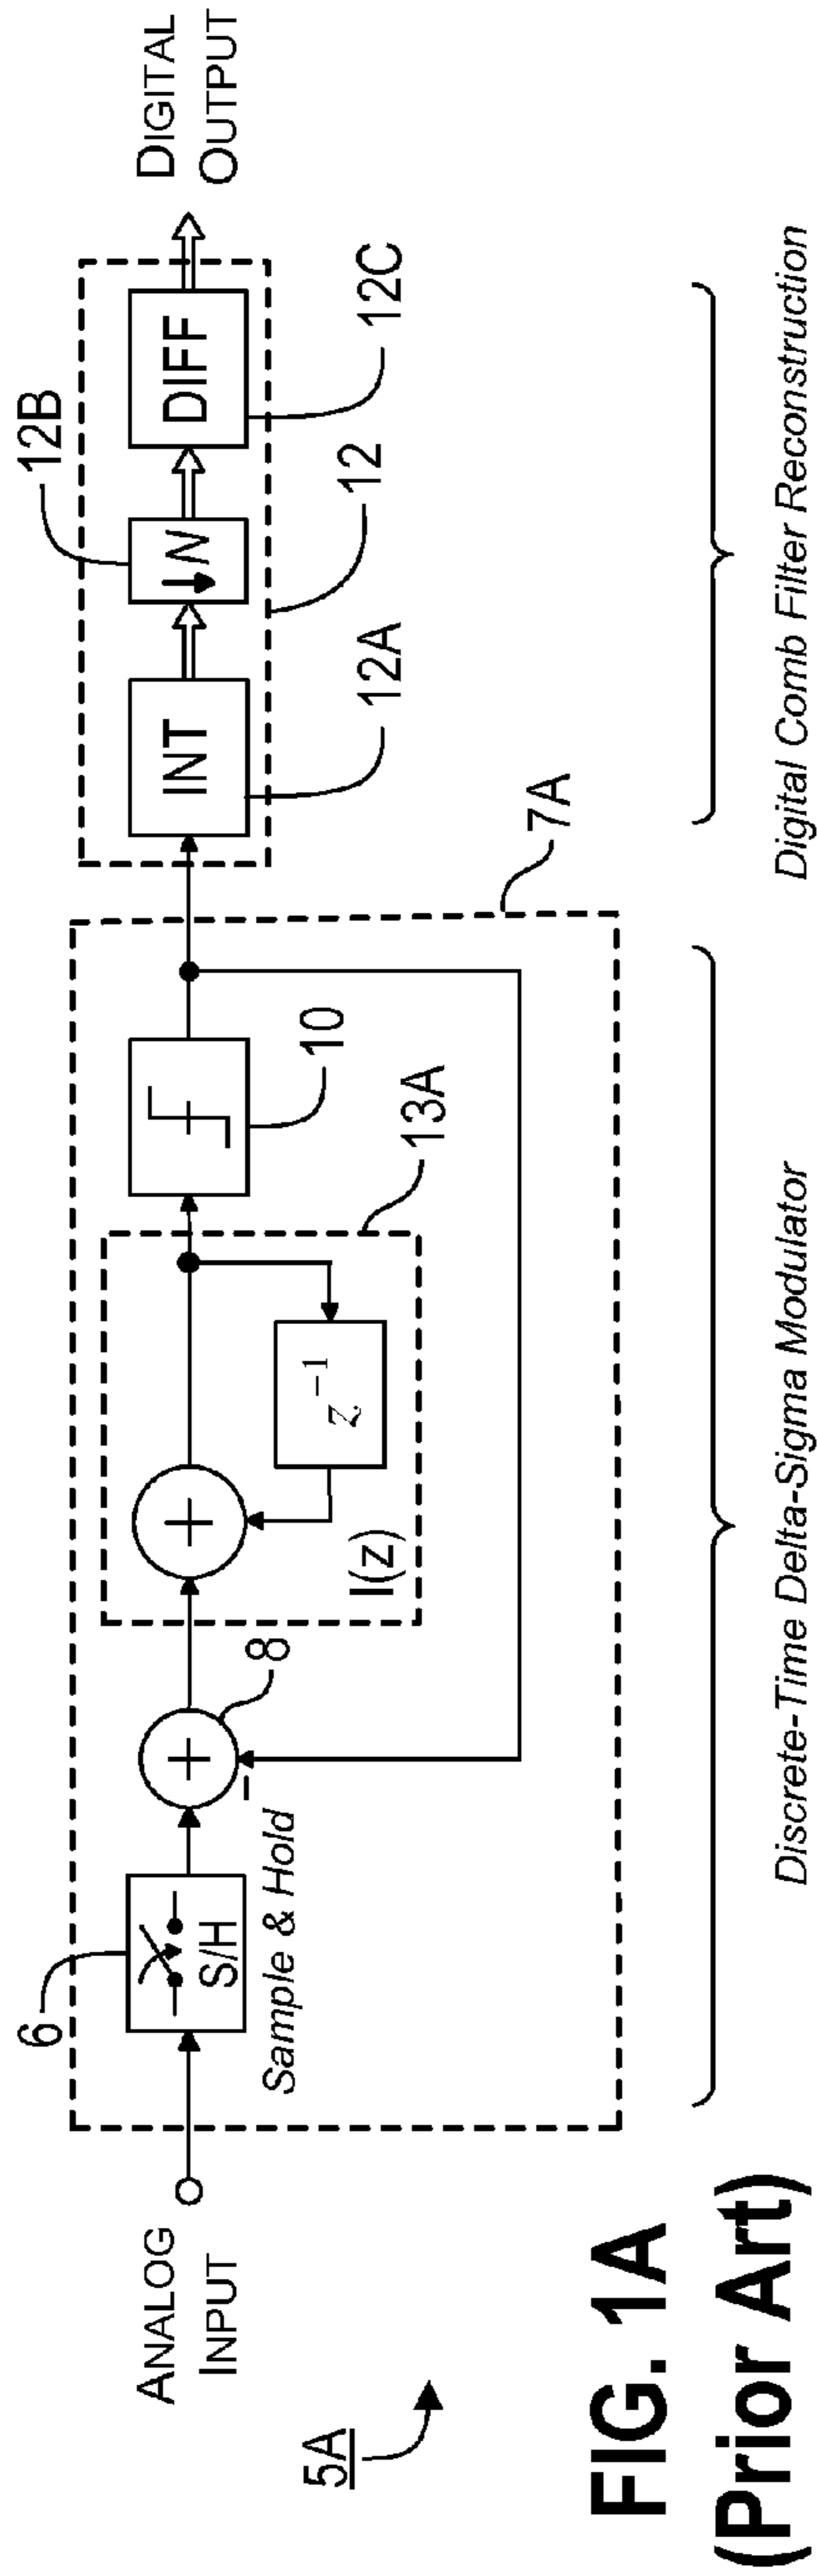 ANALOG
INPUT
6
S/H
Sample & Hold
+
–
8
+
I(z)
z⁻¹
13A
10
7A
INT
12A
12B
↓N
12
DIFF
12C
DIGITAL
OUTPUT
Discrete-Time Delta-Sigma Modulator
Digital Comb Filter Reconstruction
5A
FIG. 1A
(Prior Art)